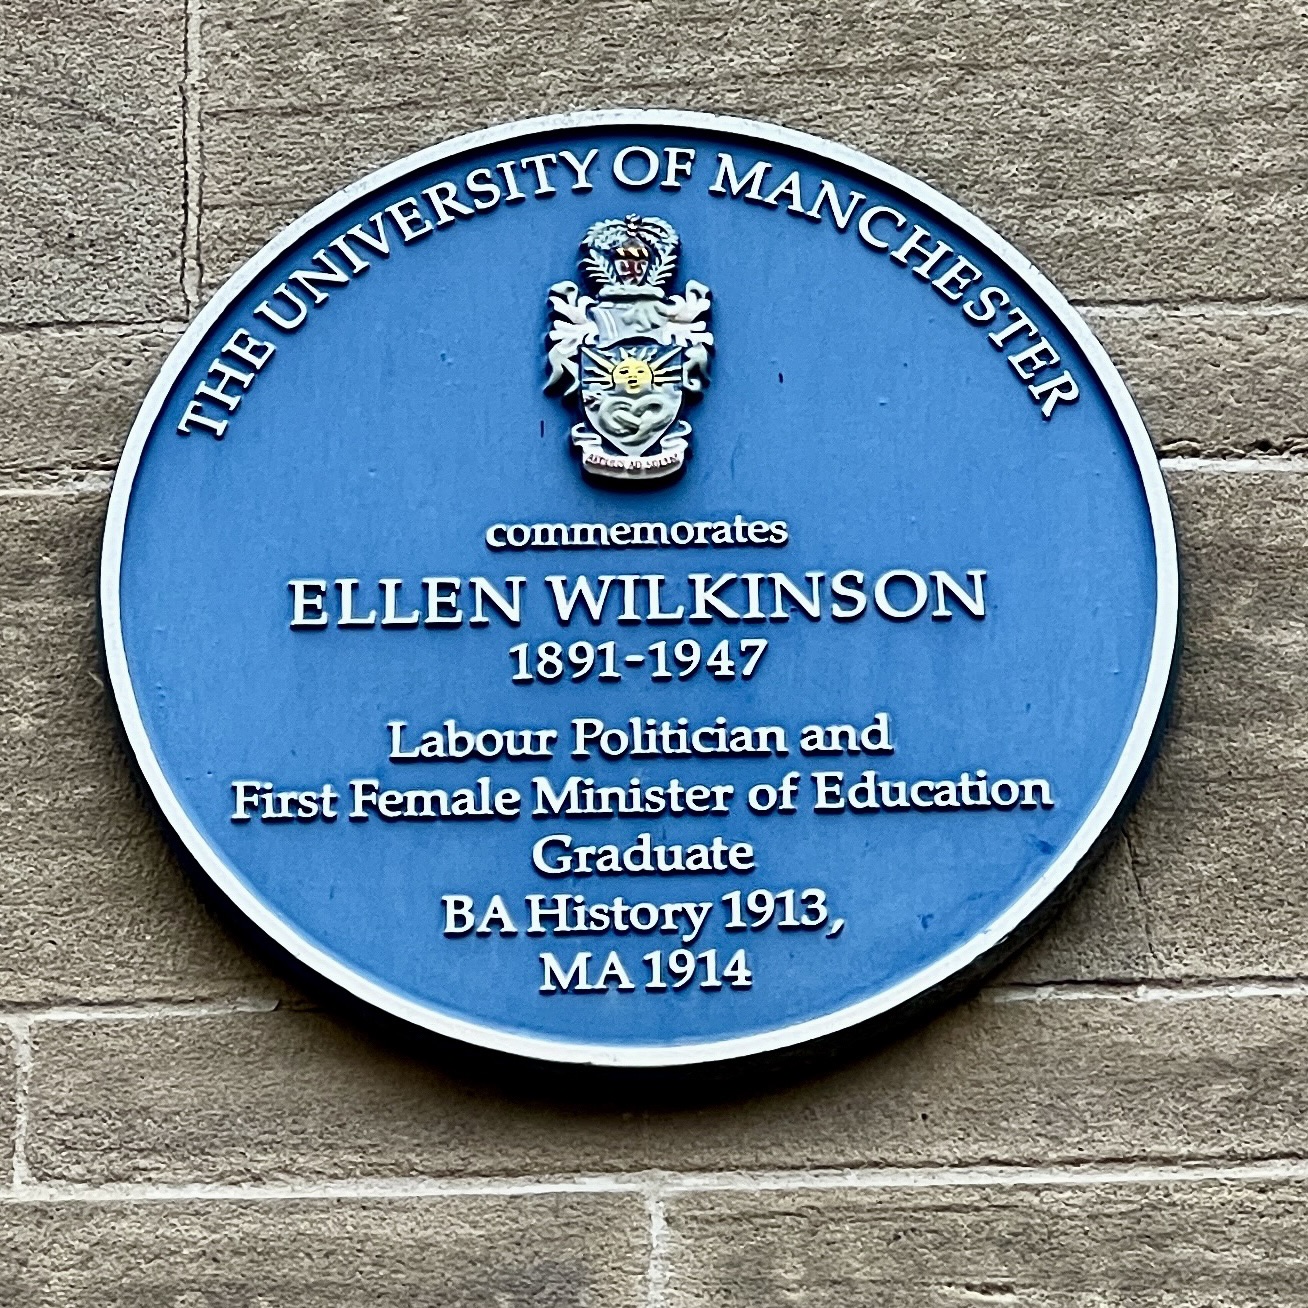 THE UNIVERSITY OF MANCHESTER
commemorates
ELLEN WILKINSON
1891-1947
Labour Politician and
First Female Minister of Education
Graduate
BA History 1913,
MA 1914